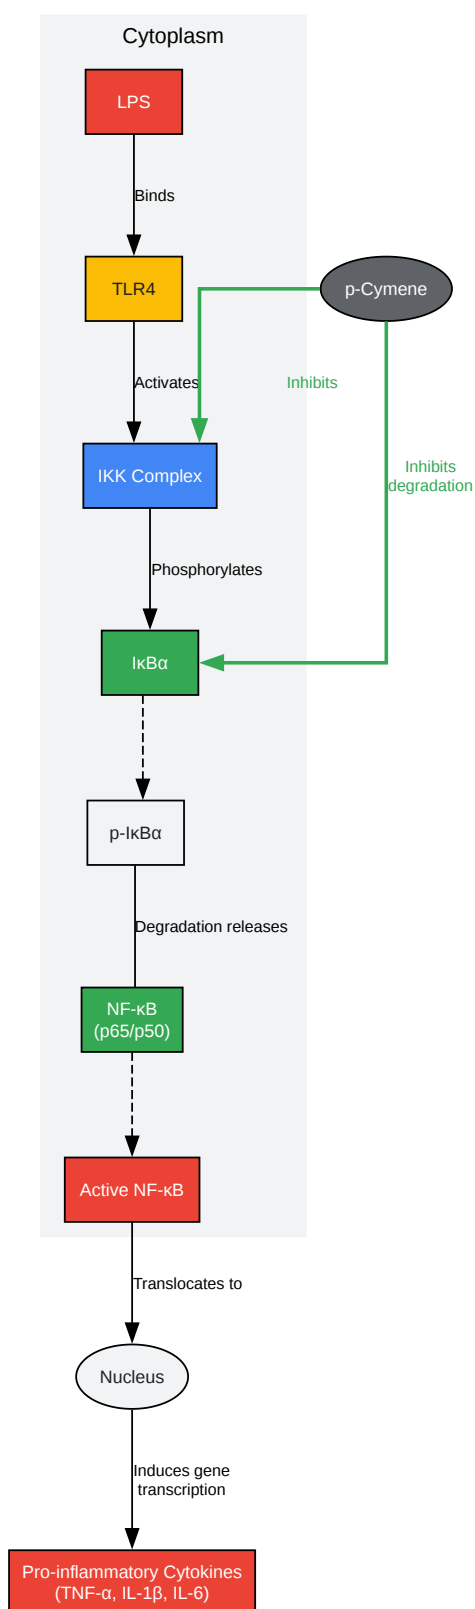 Cytoplasm
LPS
Binds
TLR4
p-Cymene
Activates
Inhibits
Inhibits
degradation
IKK Complex
Phosphorylates
IκBα
p-IκBα
Degradation releases
NF-κB
(p65/p50)
Active NF-κB
Translocates to
Nucleus
Induces gene
transcription
Pro-inflammatory Cytokines
(TNF-α, IL-1β, IL-6)